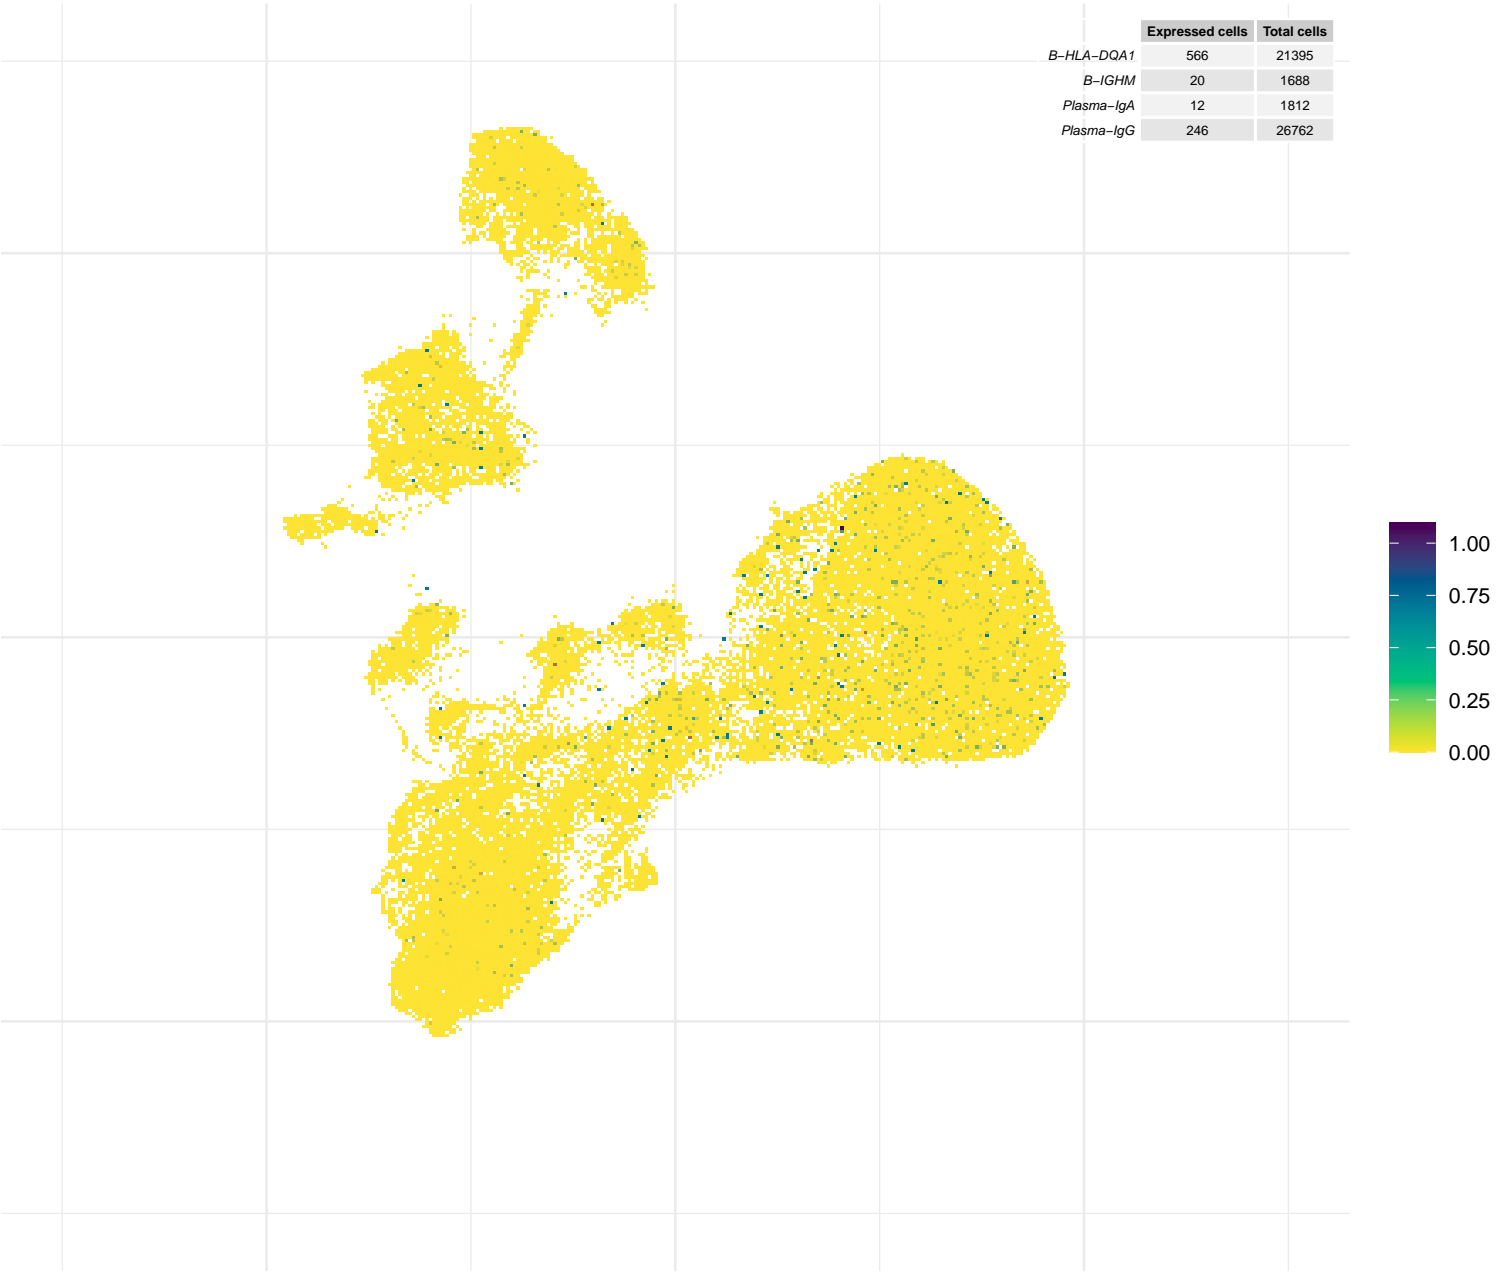 Expressed cells Total cells
B−HLA−DQA1 566 21395
B−IGHM 20 1688
Plasma−IgA 12 1812
Plasma−IgG 246 26762
1.00
0.75
0.50
0.25
0.00